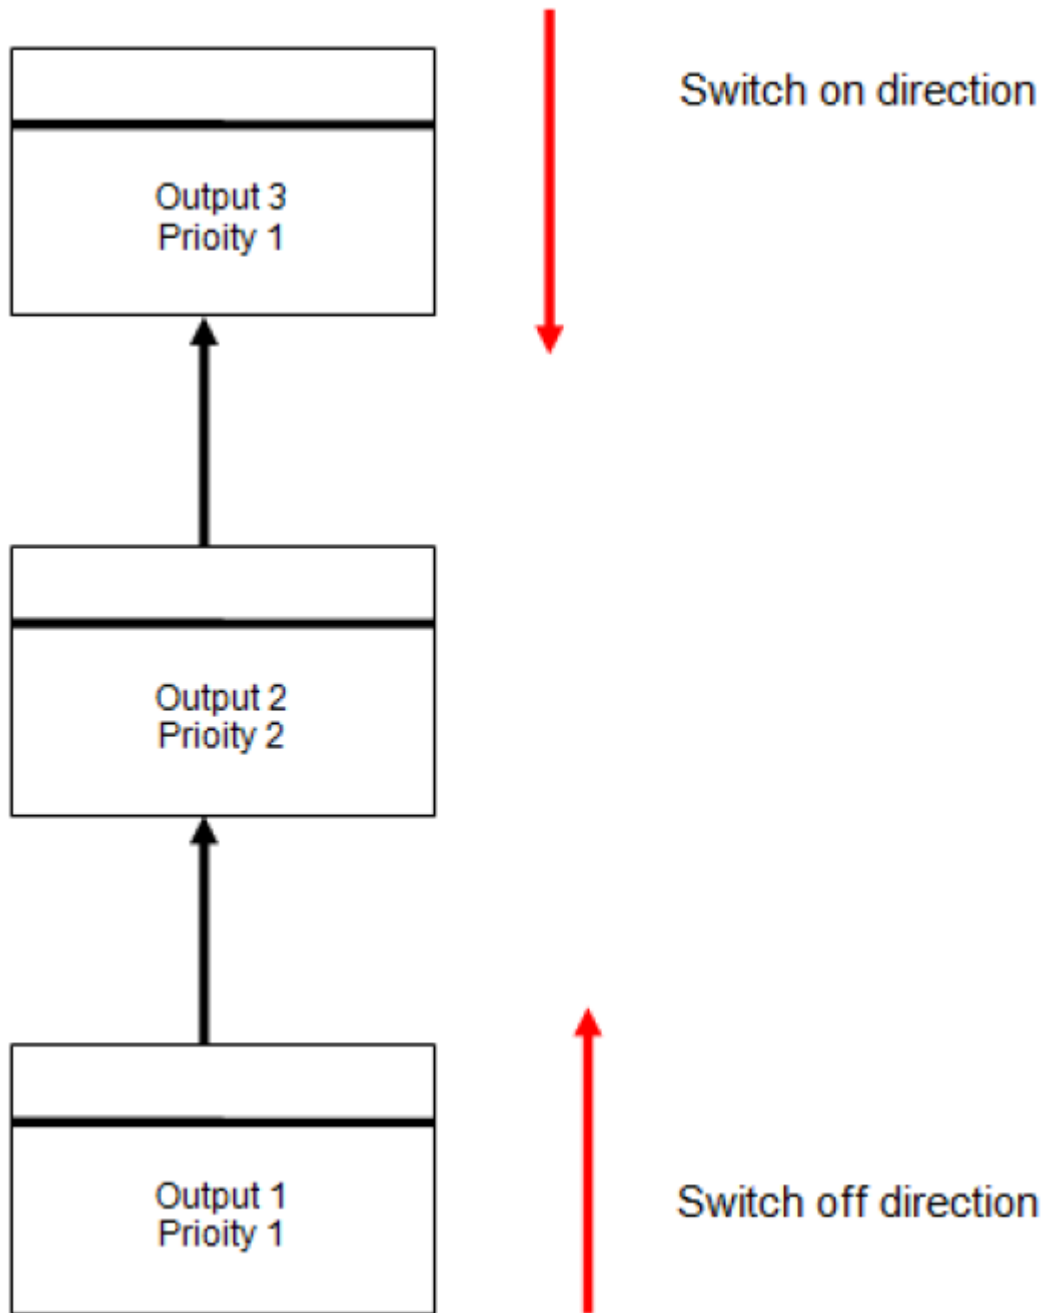 Switch on direction
Output 3
Prioity 1
Output 2
Prioity 2
Output 1
Prioity 1
Switch off direction